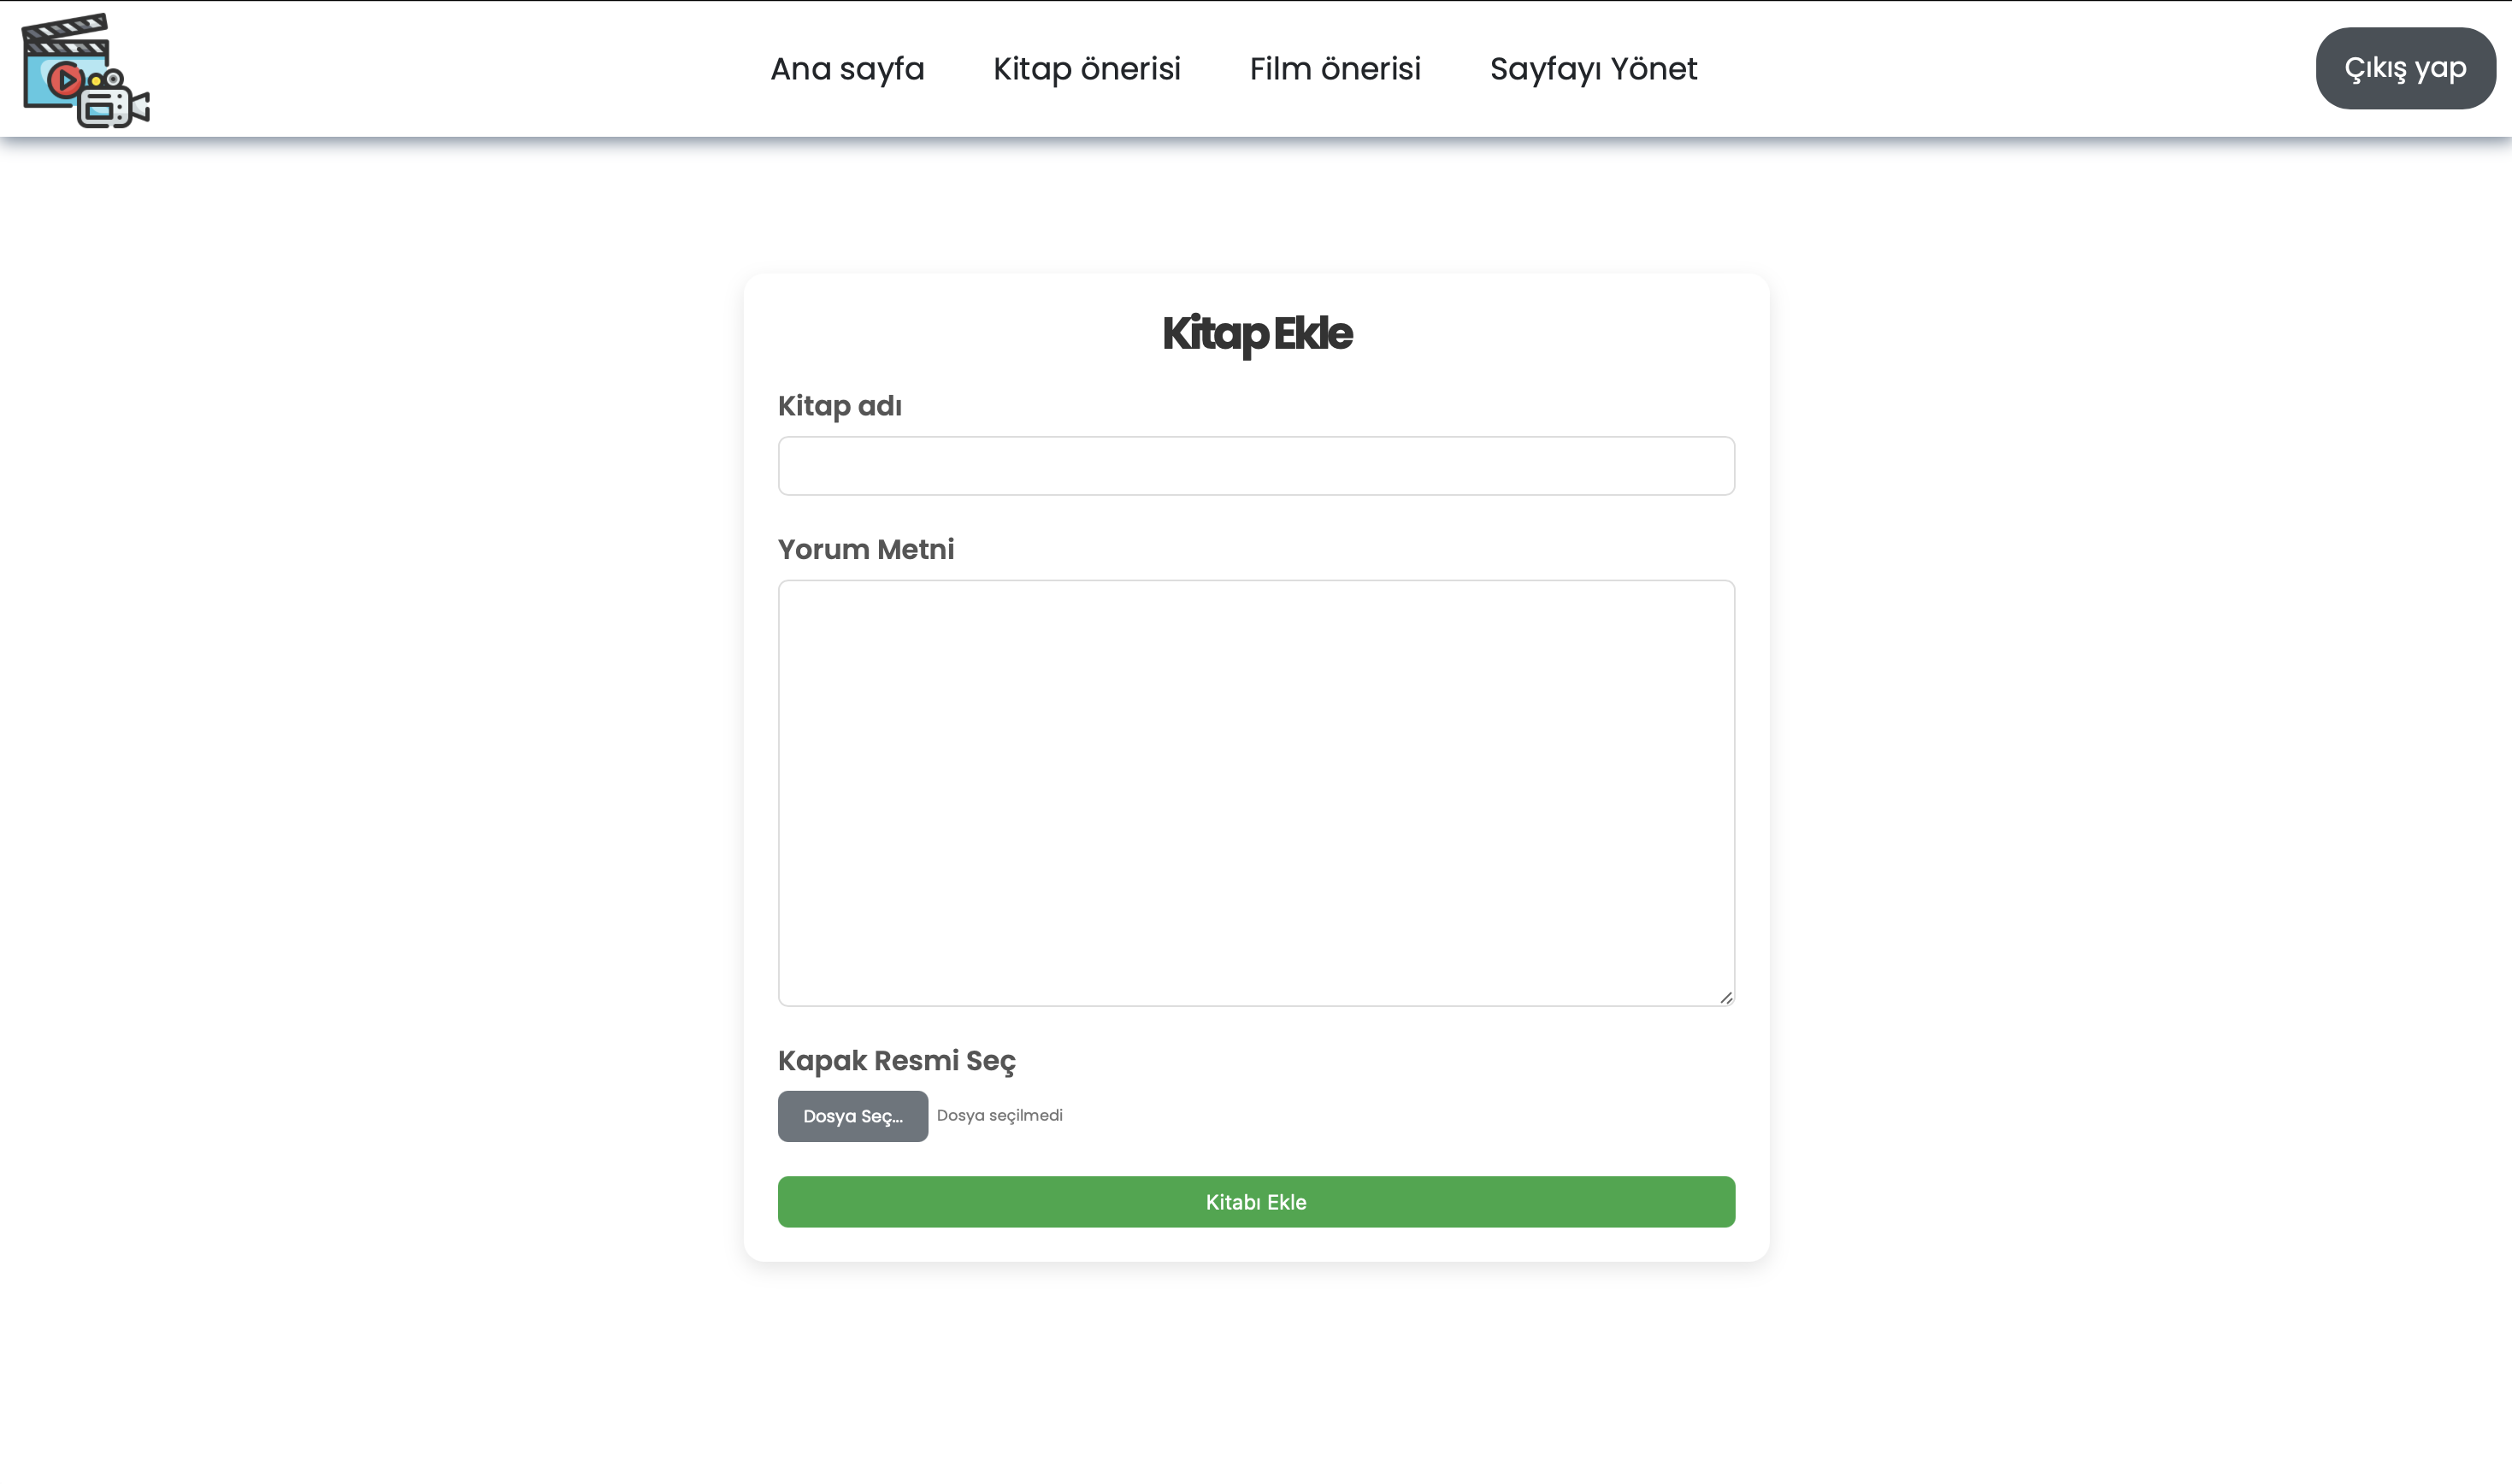 Ana sayfa Kitap önerisi Film önerisi Sayfayı Yönet Çıkış yap
Kitap Ekle
Kitap adı
Yorum Metni
Kapak Resmi Seç
Dosya Seç... Dosya seçilmedi
Kitabı Ekle